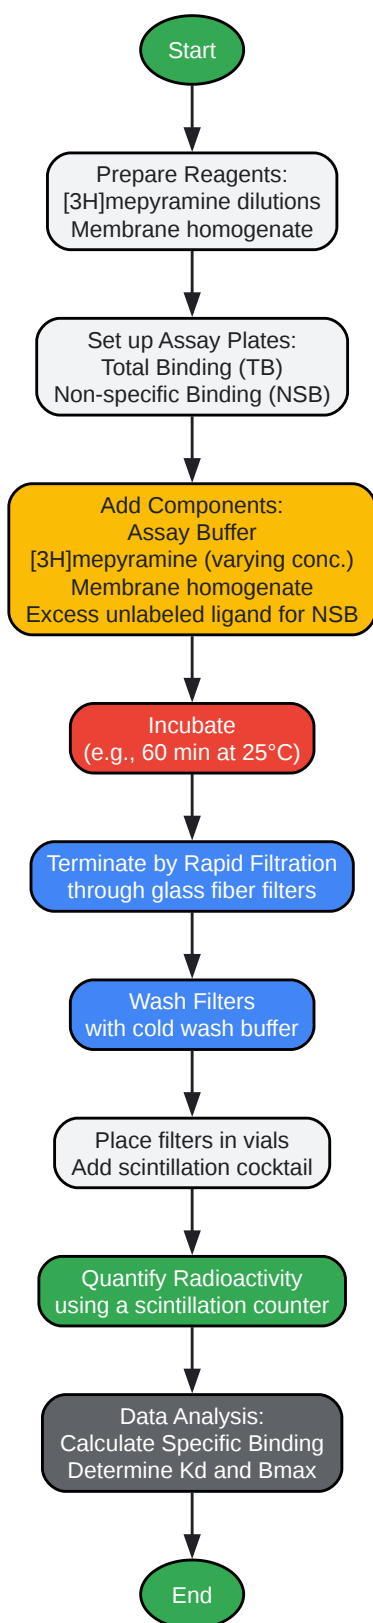 Start
Prepare Reagents:
[3H]mepyramine dilutions
Membrane homogenate
Set up Assay Plates:
Total Binding (TB)
Non-specific Binding (NSB)
Add Components:
Assay Buffer
[3H]mepyramine (varying conc.)
Membrane homogenate
Excess unlabeled ligand for NSB
Incubate
(e.g., 60 min at 25°C)
Terminate by Rapid Filtration
through glass fiber filters
Wash Filters
with cold wash buffer
Place filters in vials
Add scintillation cocktail
Quantify Radioactivity
using a scintillation counter
Data Analysis:
Calculate Specific Binding
Determine Kd and Bmax
End